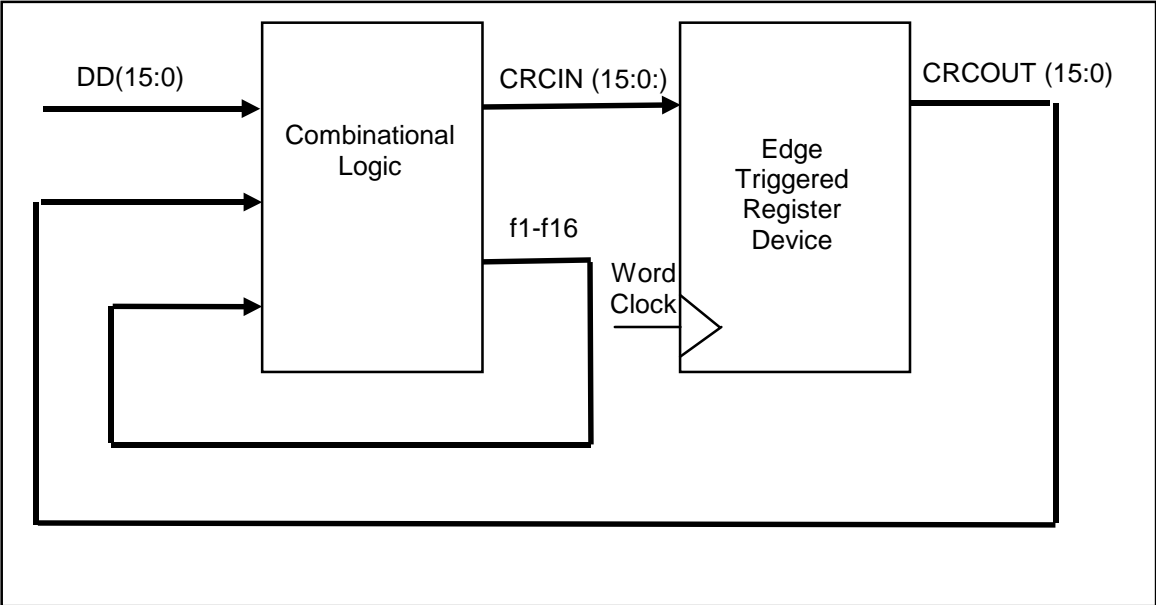 DD(15:0)
Combinational
Logic
CRCIN (15:0:)
f1-f16
Edge
Triggered
Register
Device
Word
Clock
CRCOUT (15:0)